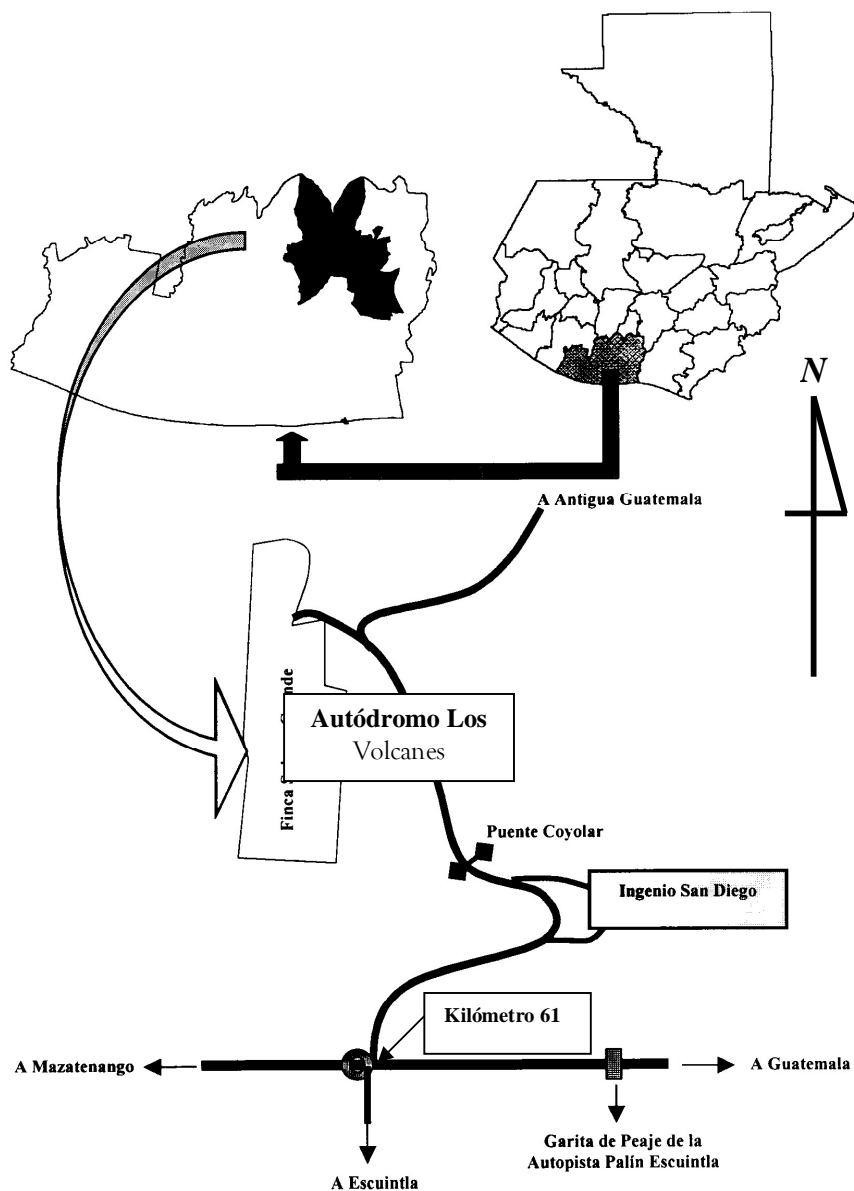 N
A Antigua Guatemala
Finca
Autódromo Los
Volcanes
Puente Coyolar
Ingenio San Diego
Kilómetro 61
A Mazatenango
A Guatemala
Garita de Peaje de la
Autopista Palín Escuintla
A Escuintla